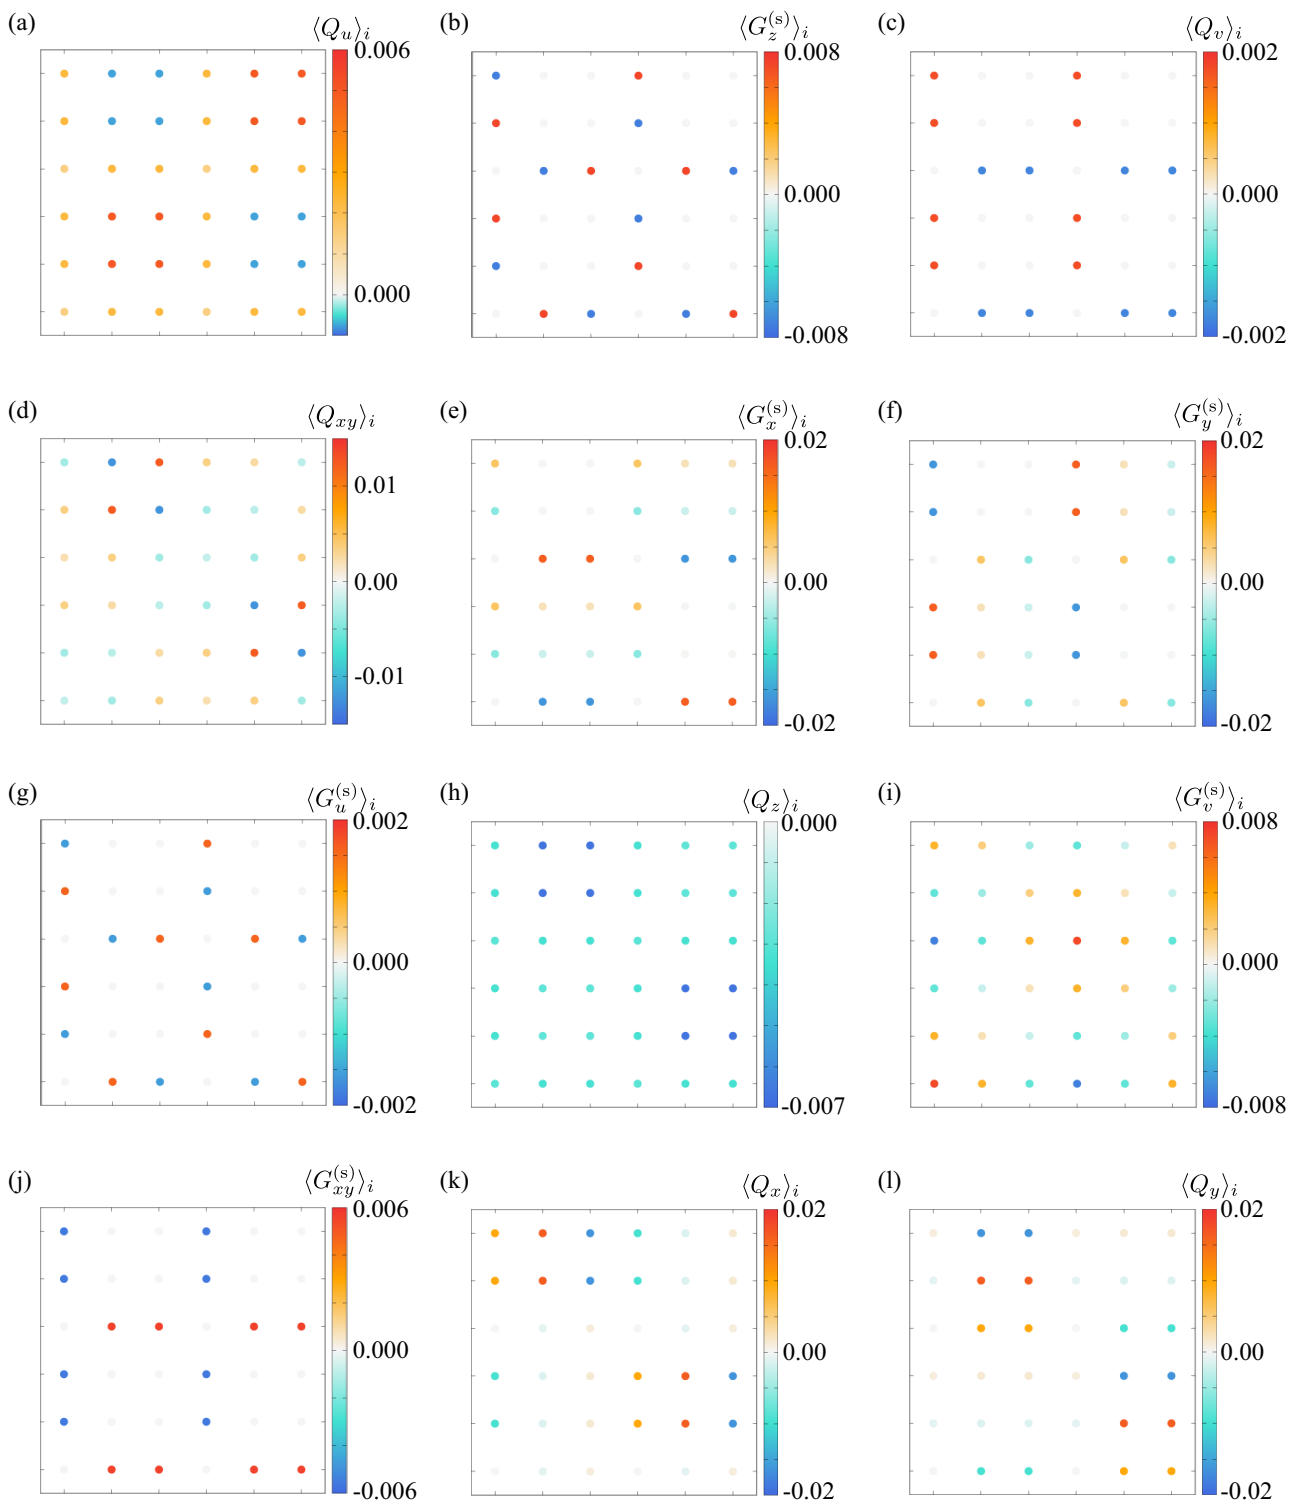 (a) ⟨Q_u⟩_i (b) ⟨G_z^(s)⟩_i (c) ⟨Q_v⟩_i
0.006 0.008 0.002
0.000 0.000
0.000
-0.008 -0.002
(d) ⟨Q_xy⟩_i (e) ⟨G_x^(s)⟩_i (f) ⟨G_y^(s)⟩_i
0.02 0.02
0.01
0.00 0.00 0.00
-0.01
-0.02 -0.02
(g) ⟨G_u^(s)⟩_i (h) ⟨Q_z⟩_i (i) ⟨G_v^(s)⟩_i
0.002 0.000 0.008
0.000 0.000
-0.002 -0.007 -0.008
(j) ⟨G_xy^(s)⟩_i (k) ⟨Q_x⟩_i (l) ⟨Q_y⟩_i
0.006 0.02 0.02
0.000 0.00 0.00
-0.006 -0.02 -0.02